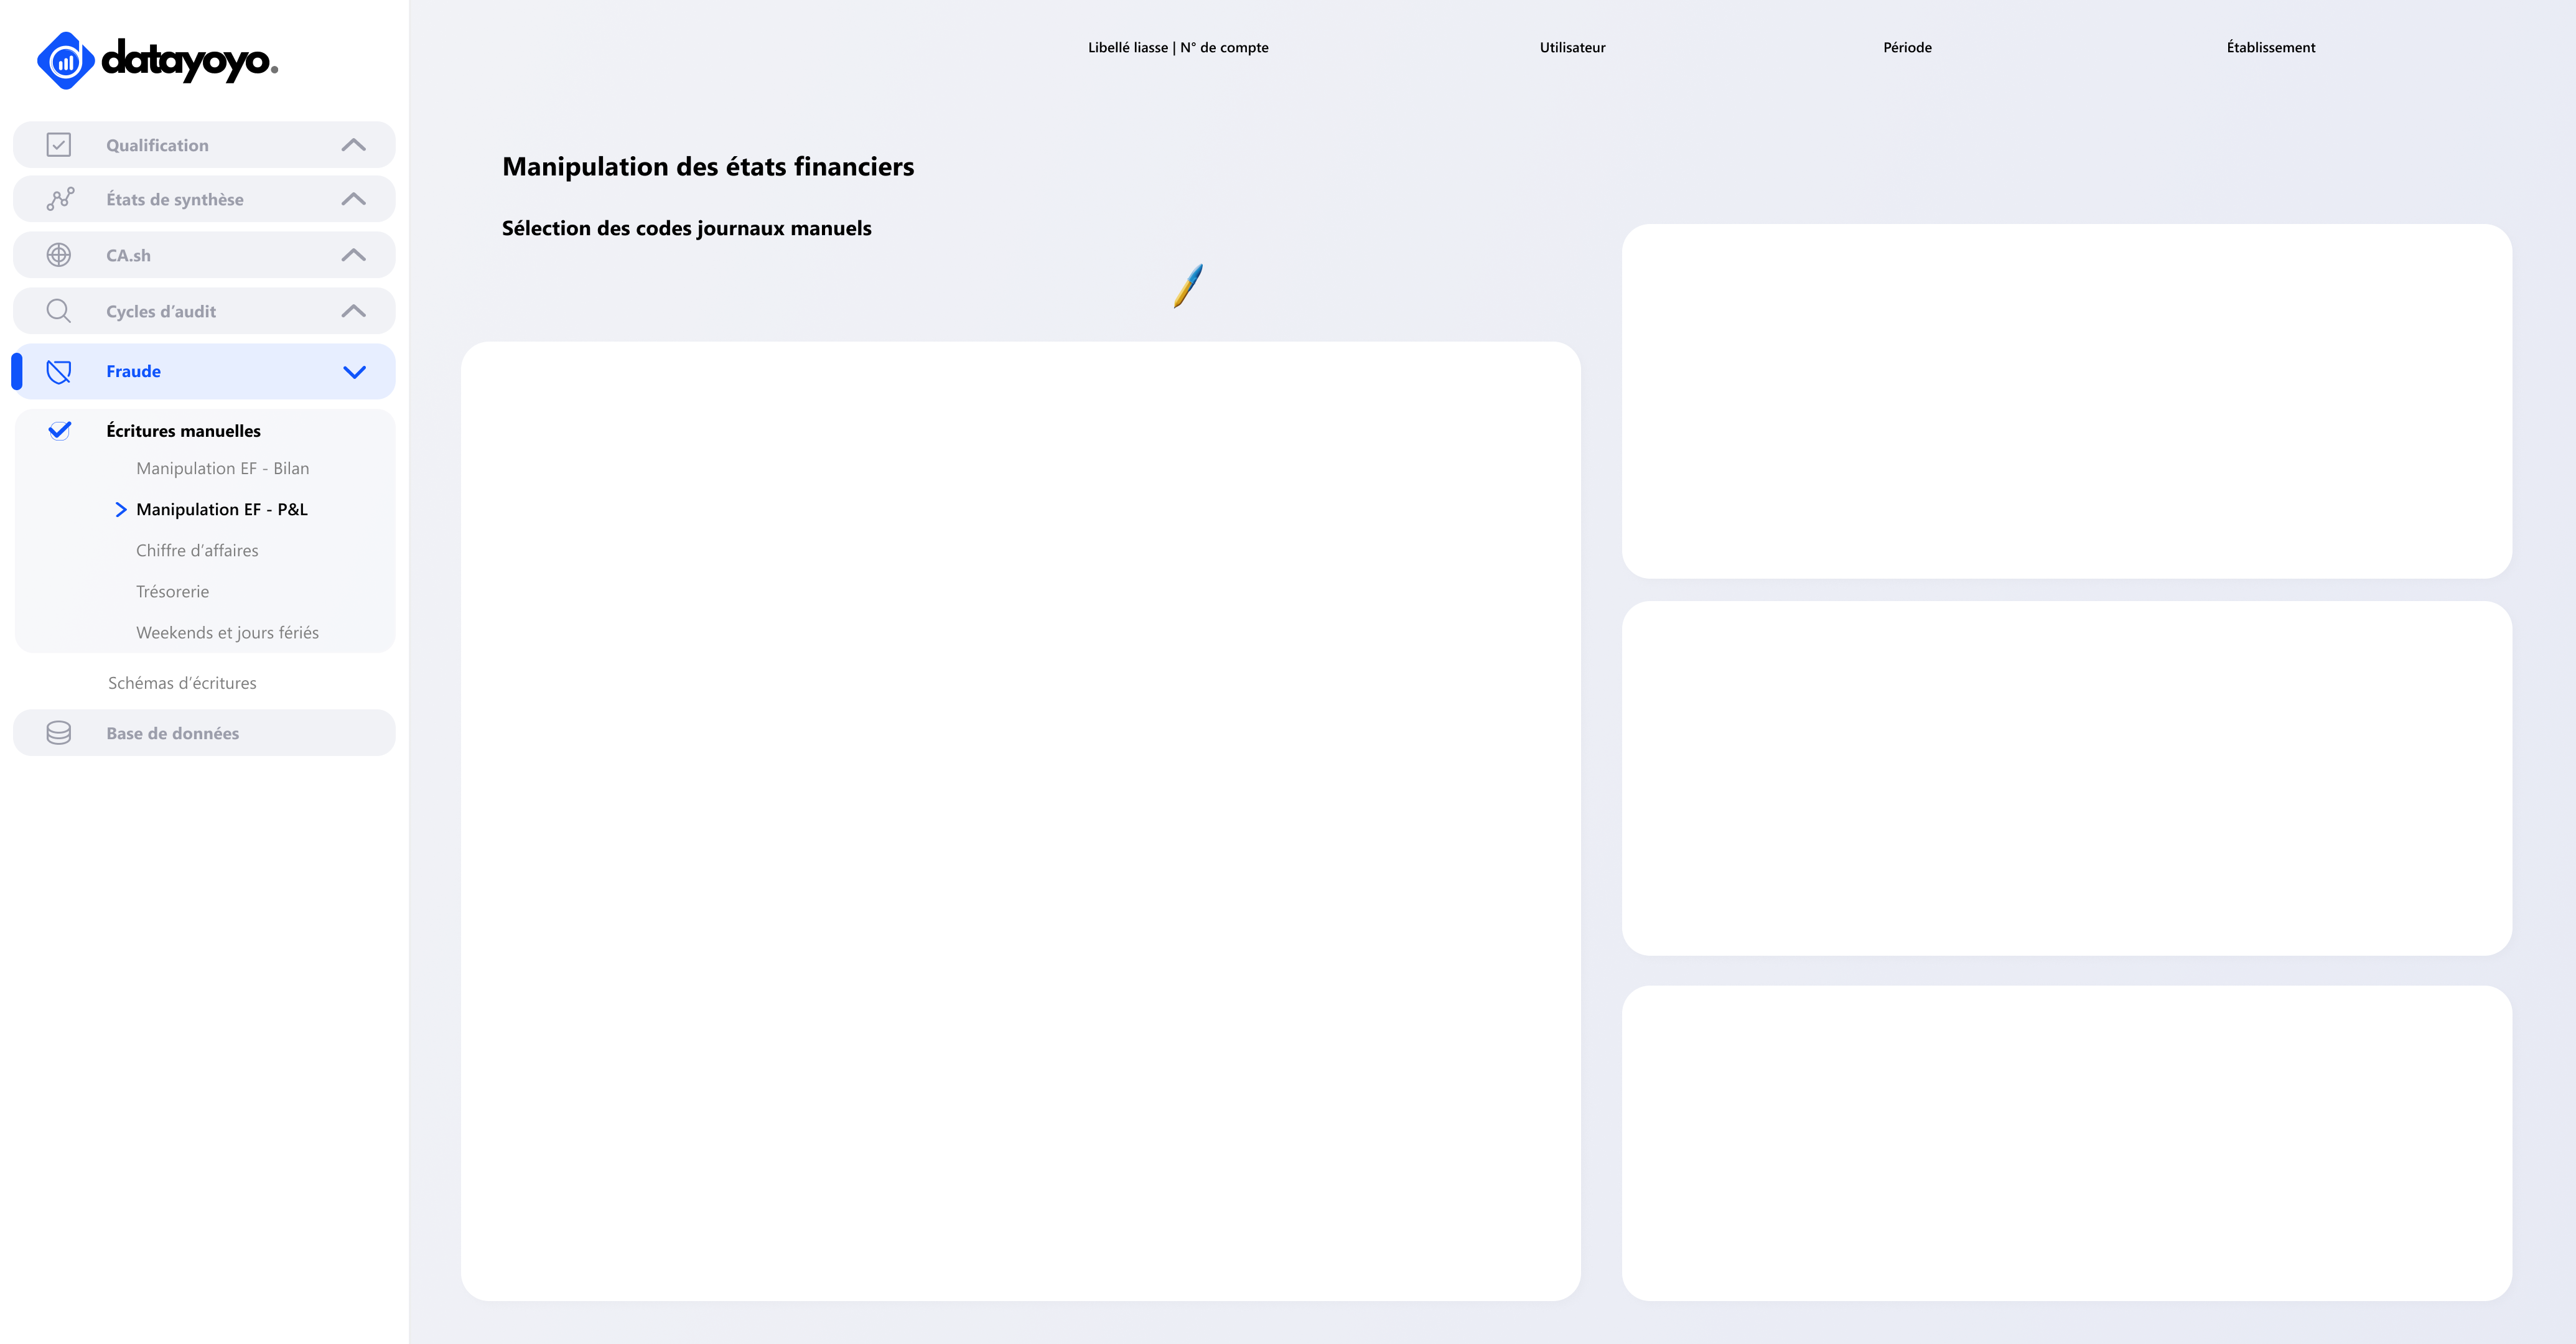 datayoyo.
Qualification
États de synthèse
CA.sh
Cycles d’audit
Fraude
Écritures manuelles
Manipulation EF - Bilan
Manipulation EF - P&L
Chiffre d’affaires
Trésorerie
Weekends et jours fériés
Schémas d’écritures
Base de données
Libellé liasse | N° de compte
Utilisateur
Période
Établissement
Manipulation des états financiers
Sélection des codes journaux manuels